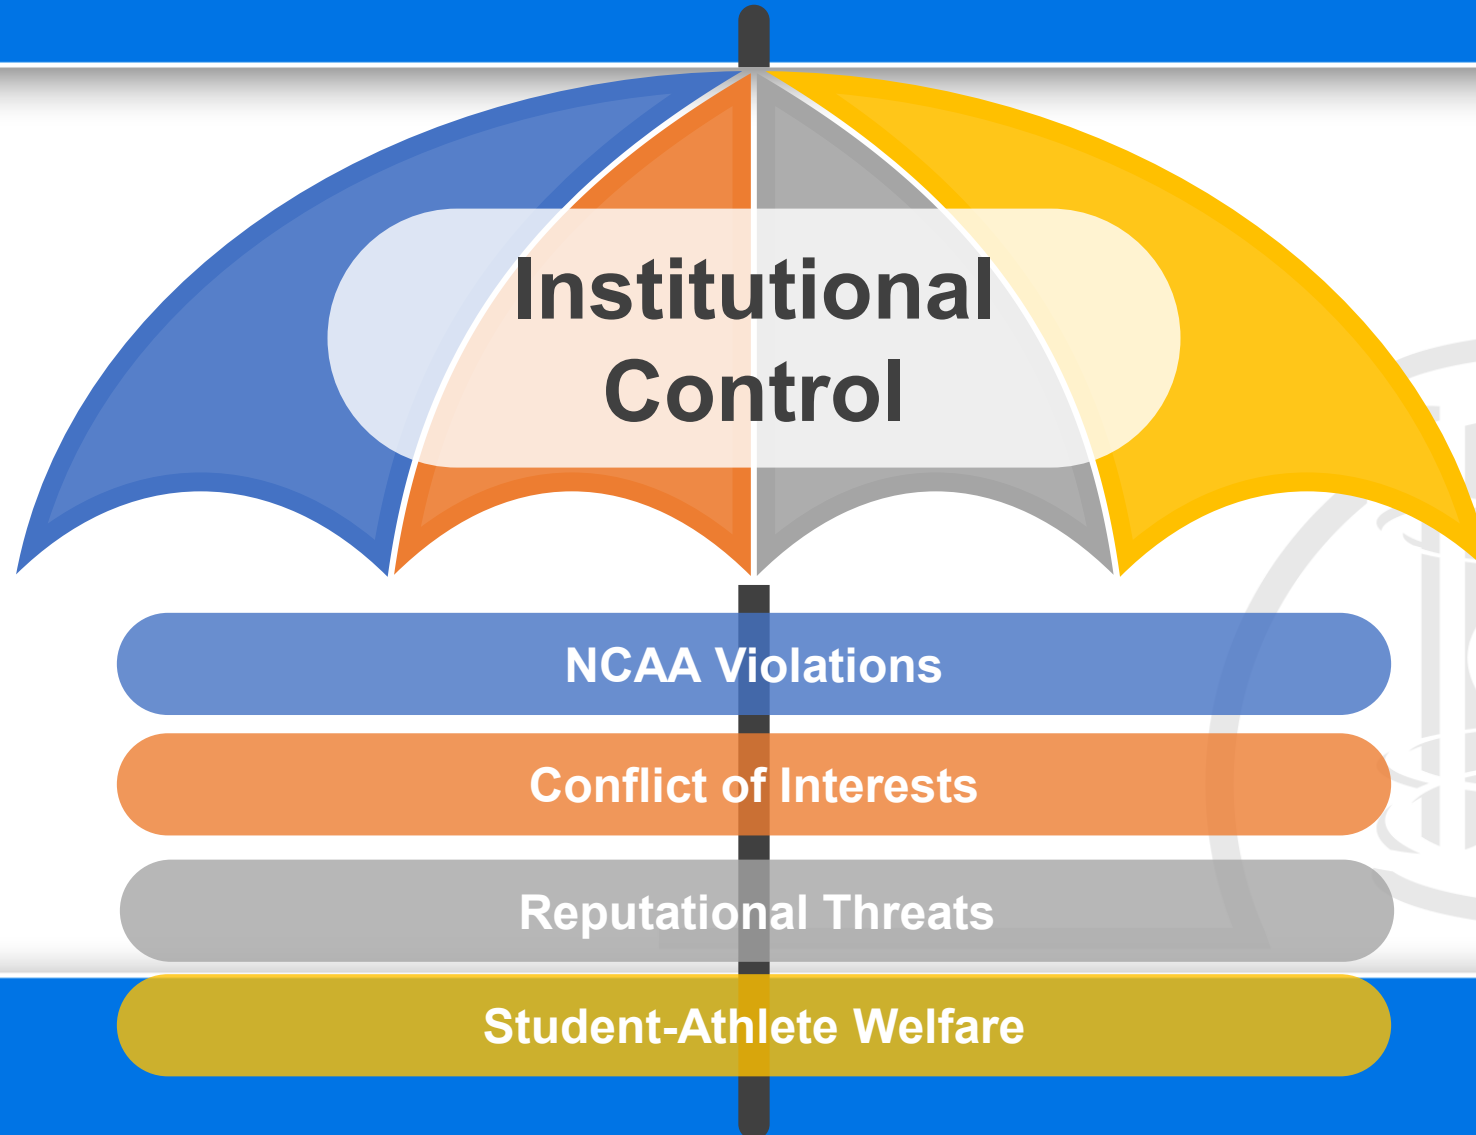 Institutional
Control
NCAA Violations
Conflict of Interests
Reputational Threats
Student-Athlete Welfare